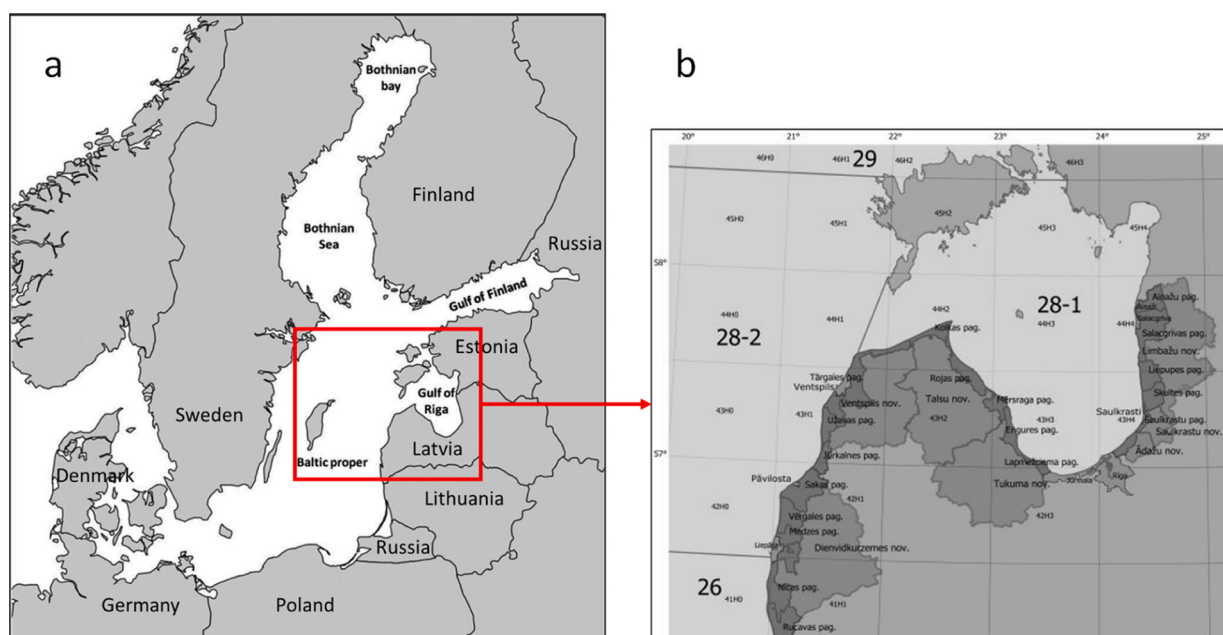 a
Bothnian
bay
Finland
Bothnian
Sea
Russia
Gulf of Finland
Estonia
Sweden
Gulf of
Riga
Latvia
Baltic proper
Denmark
Lithuania
Russia
Germany
Poland
b
20° 21° 22° 23° 24° 25°
46H0 46H1 29 46H2 46H3
45H0 45H1 45H2 45H3 45H4
58°
44H0 44H1 44H2 28-1 44H3 44H4
28-2
Ainažu pag.
Ainaži
Salacgrīva
Salacgrīvas pag.
Kolkas pag.
Limbažu nov.
Liepupes pag.
Tārgales pag.
Ventspils
Rojas pag.
Skultes pag.
Ventspils nov.
Talsu nov.
Mērsraga pag.
Saulkrasti
43H0 43H1 43H2 43H3 43H4
Užavas pag.
Engures pag.
Saulkrastu pag.
Saulkrastu nov.
57°
Jūrkalnes pag.
Lapmežciema pag.
Ādažu nov.
Pāvilosta
Sakas pag.
Tukuma nov.
Jūrmala
Rīga
42H0 42H1 42H3
Vērgales pag.
Medzes pag.
Liepāja
Dienvidkurzemes nov.
26
Nīcas pag.
41H0 41H1
Rucavas pag.